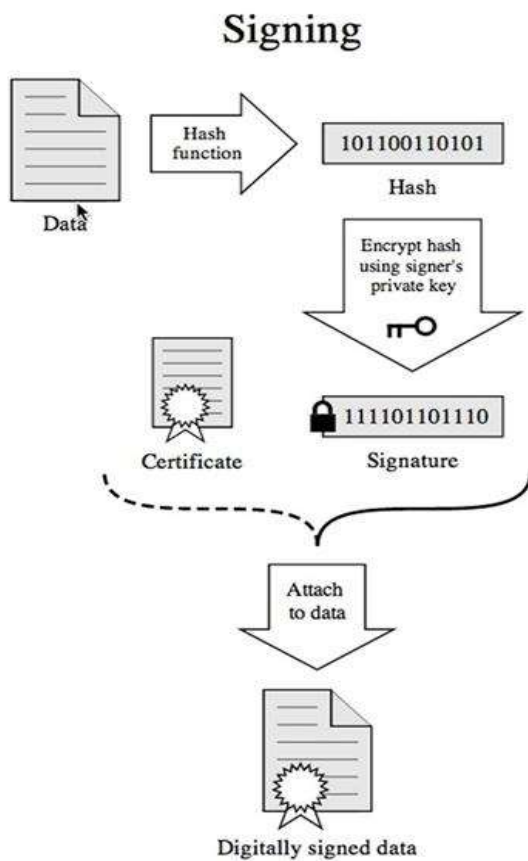 Signing
Hash
function
101100110101
Hash
Data
Encrypt hash
using signer's
private key
111101101110
Certificate
Signature
Attach
to data
Digitally signed data